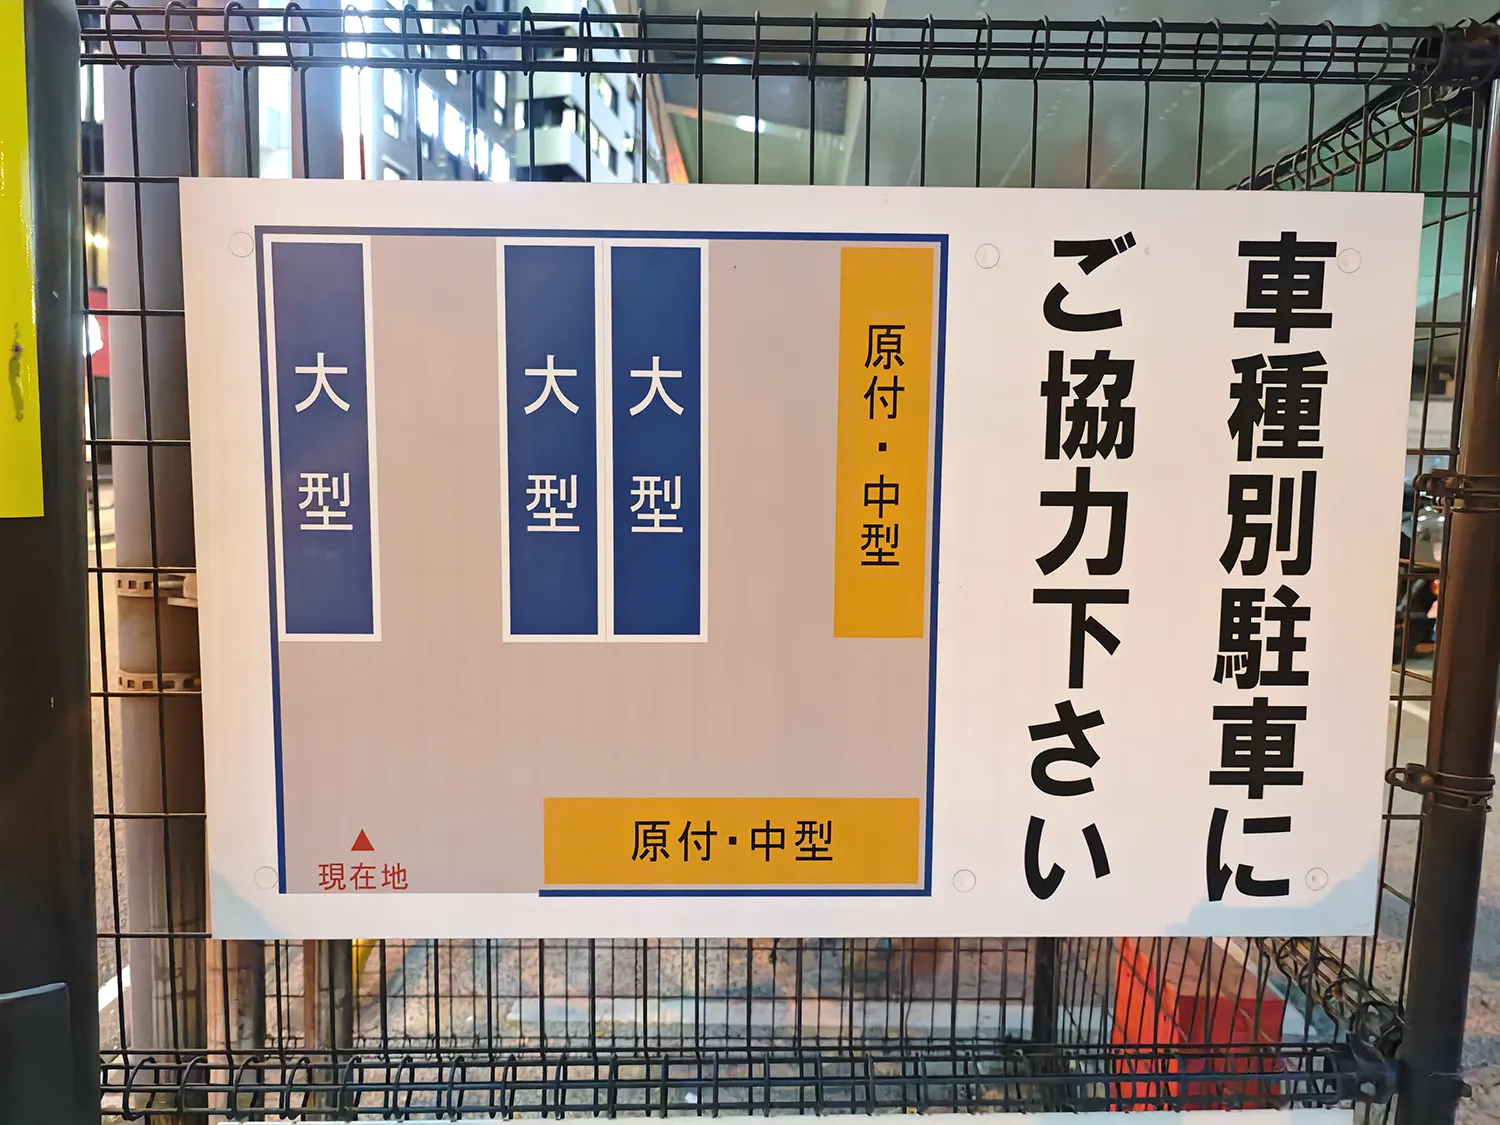 車種別駐車に
ご協力下さい
大型
大型
大型
原付・中型
原付・中型
▲
現在地